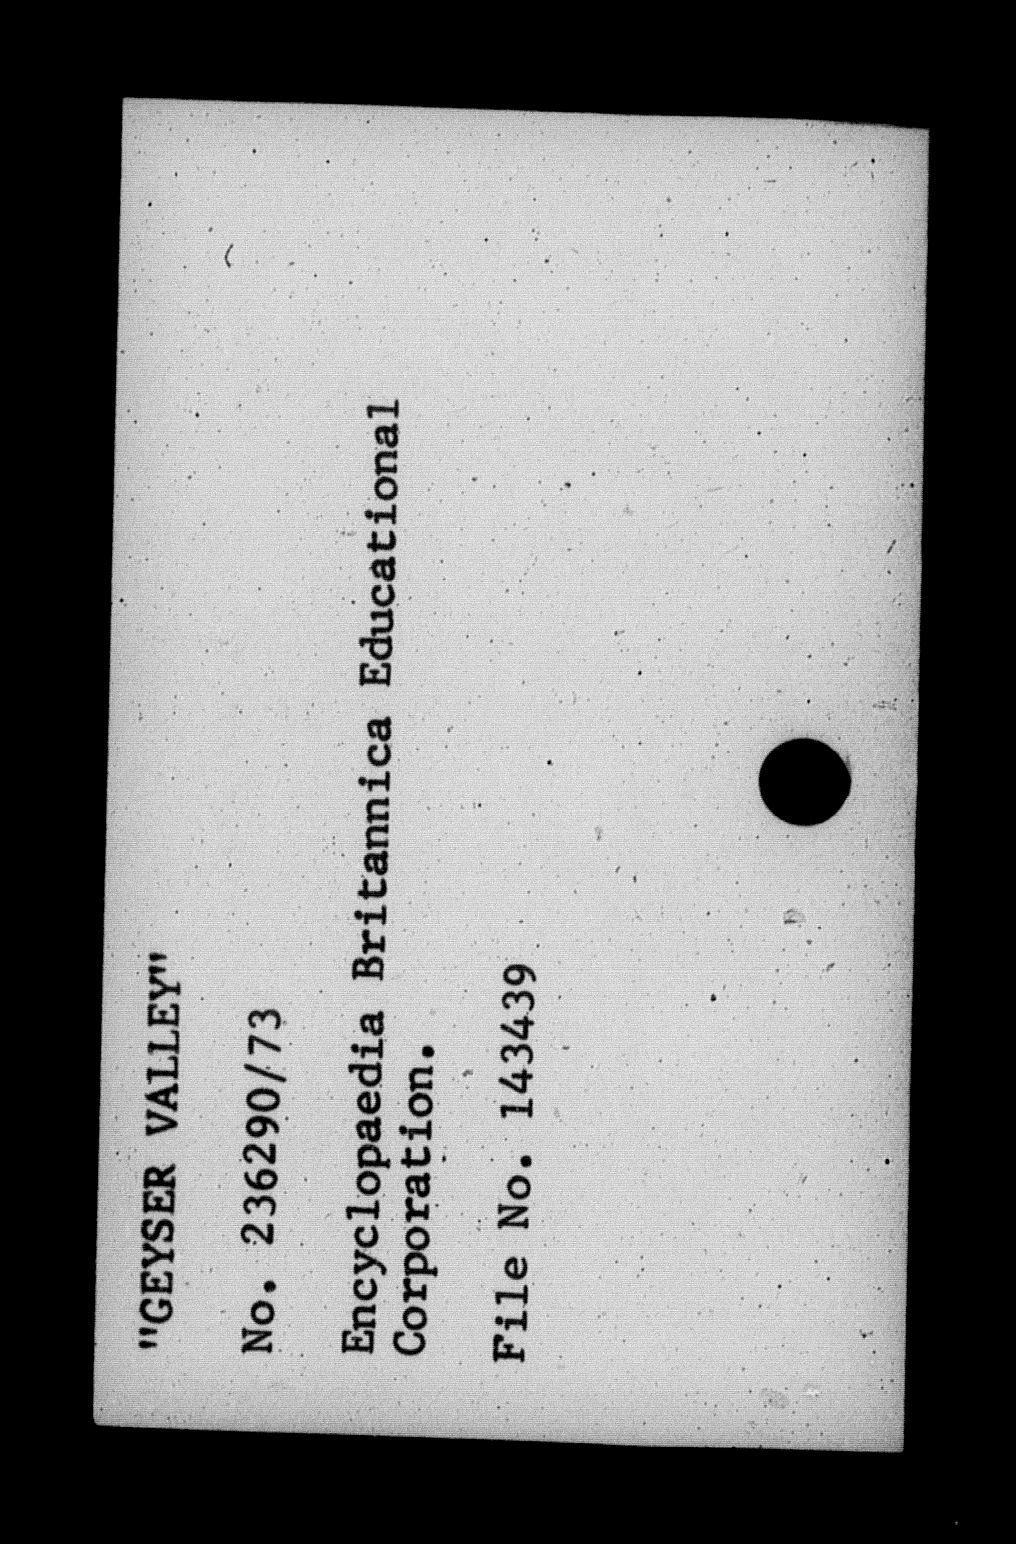 "GEYSER VALLEY"
No. 236290/73
Encyclopaedia Britannica Educational
Corporation.
File No. 143439